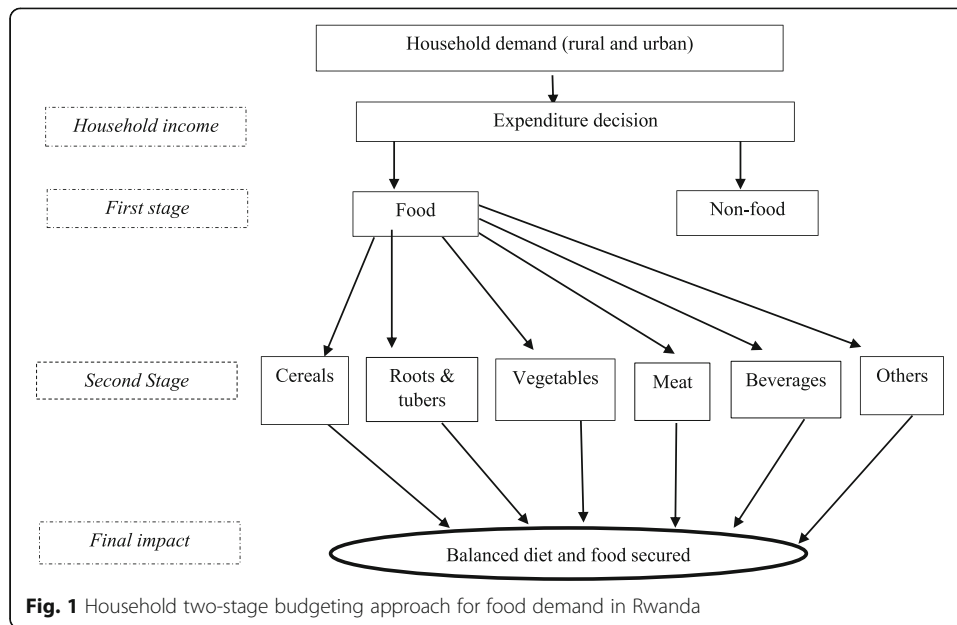 Household demand (rural and urban)
Household income
Expenditure decision
First stage
Food
Non-food
Second Stage
Cereals
Roots &
tubers
Vegetables
Meat
Beverages
Others
Final impact
Balanced diet and food secured
Fig. 1 Household two-stage budgeting approach for food demand in Rwanda